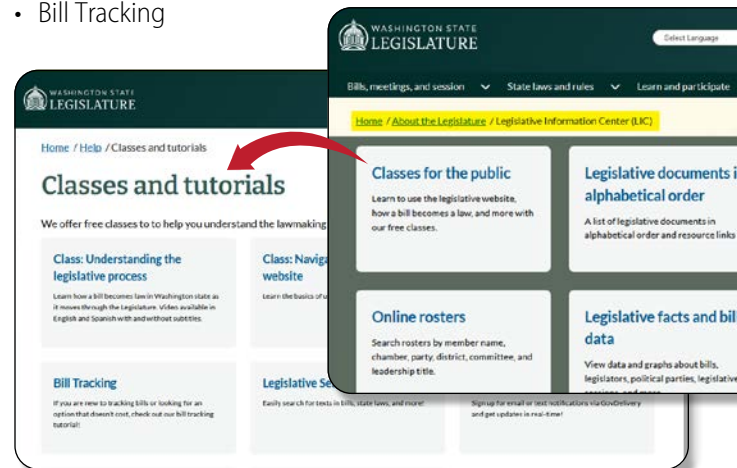 • Bill Tracking
WASHINGTON STATE
LEGISLATURE
Select Language
Bills, meetings, and session
State laws and rules
Learn and participate
Home / About the Legislature / Legislative Information Center (LIC)
Classes for the public
Learn to use the legislative website,
how a bill becomes a law, and more with
our free classes.
Legislative documents i
alphabetical order
A list of legislative documents in
alphabetical order and resource links
Online rosters
Search rosters by member name,
chamber, party, district, committee, and
leadership title.
Legislative facts and bill
data
View data and graphs about bills,
legislators, political parties, legislative
WASHINGTON STATE
LEGISLATURE
Home / Help / Classes and tutorials
Classes and tutorials
We offer free classes to to help you understand the lawmaking
Class: Understanding the
legislative process
Learn how a bill becomes law in Washington state as
it moves through the Legislature. Video available in
English and Spanish with and without subtitles.
Class: Naviga
website
Learn the basics of u
Bill Tracking
If you are new to tracking bills or looking for an
option that doesn't cost, check out our bill tracking
tutorial!
Legislative Se
Easily search for texts in bills, state laws, and more!
Sign up for email or text notifications via GovDelivery
and get updates in real-time!